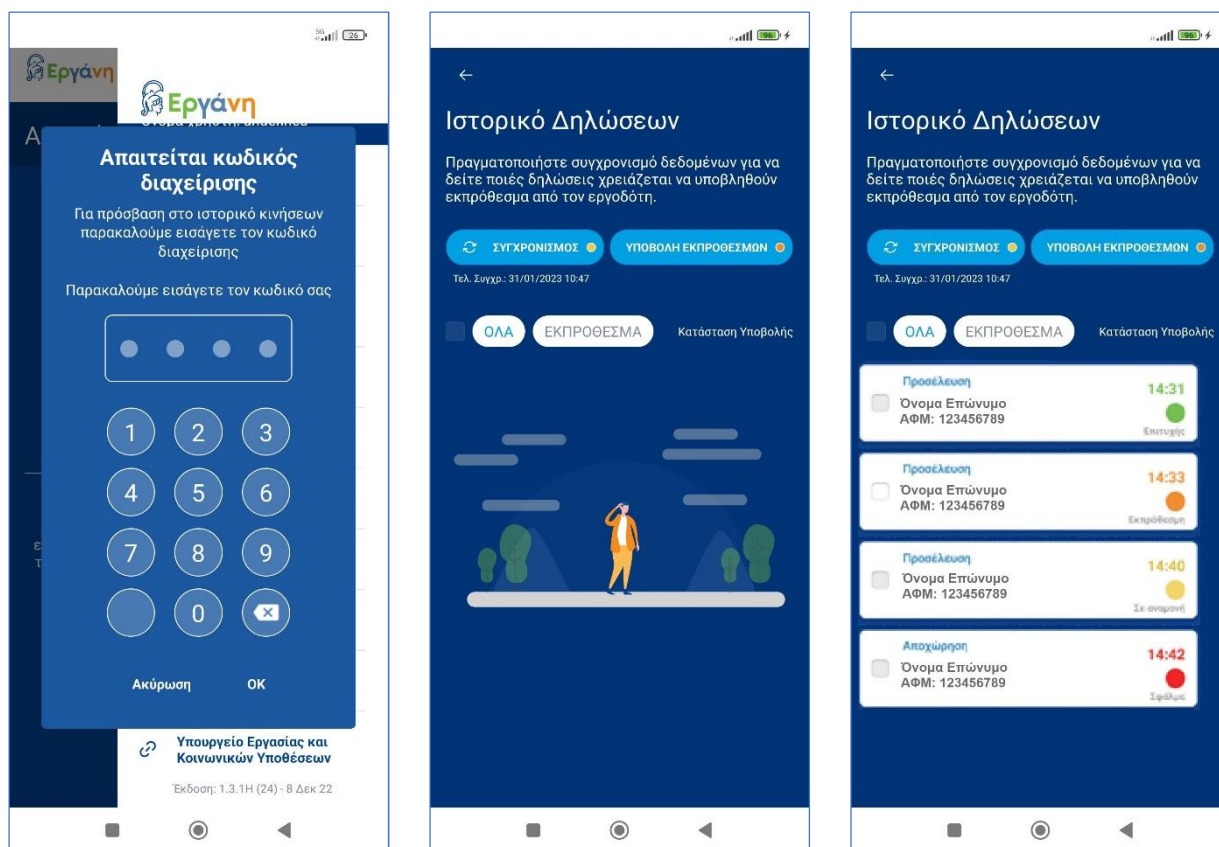 5G
26
Εργάνη
Εργάνη
Α
Απαιτείται κωδικός
διαχείρισης
Για πρόσβαση στο ιστορικό κινήσεων
παρακαλούμε εισάγετε τον κωδικό
διαχείρισης
Παρακαλούμε εισάγετε τον κωδικό σας
1 2 3
4 5 6
7 8 9
0
Ακύρωση OK
Υπουργείο Εργασίας και
Κοινωνικών Υποθέσεων
Έκδοση: 1.3.1H (24) - 8 Δεκ 22
96
Ιστορικό Δηλώσεων
Πραγματοποιήστε συγχρονισμό δεδομένων για να
δείτε ποιές δηλώσεις χρειάζεται να υποβληθούν
εκπρόθεσμα από τον εργοδότη.
ΣΥΓΧΡΟΝΙΣΜΟΣ ΥΠΟΒΟΛΗ ΕΚΠΡΟΘΕΣΜΩΝ
Τελ. Συγχρ.: 31/01/2023 10:47
ΟΛΑ ΕΚΠΡΟΘΕΣΜΑ Κατάσταση Υποβολής
96
Ιστορικό Δηλώσεων
Πραγματοποιήστε συγχρονισμό δεδομένων για να
δείτε ποιές δηλώσεις χρειάζεται να υποβληθούν
εκπρόθεσμα από τον εργοδότη.
ΣΥΓΧΡΟΝΙΣΜΟΣ ΥΠΟΒΟΛΗ ΕΚΠΡΟΘΕΣΜΩΝ
Τελ. Συγχρ.: 31/01/2023 10:47
ΟΛΑ ΕΚΠΡΟΘΕΣΜΑ Κατάσταση Υποβολής
Προσέλευση 14:31
Όνομα Επώνυμο
ΑΦΜ: 123456789
Επιτυχής
Προσέλευση 14:33
Όνομα Επώνυμο
ΑΦΜ: 123456789
Εκπρόθεσμη
Προσέλευση 14:40
Όνομα Επώνυμο
ΑΦΜ: 123456789
Σε αναμονή
Αποχώρηση 14:42
Όνομα Επώνυμο
ΑΦΜ: 123456789
Σφάλμα